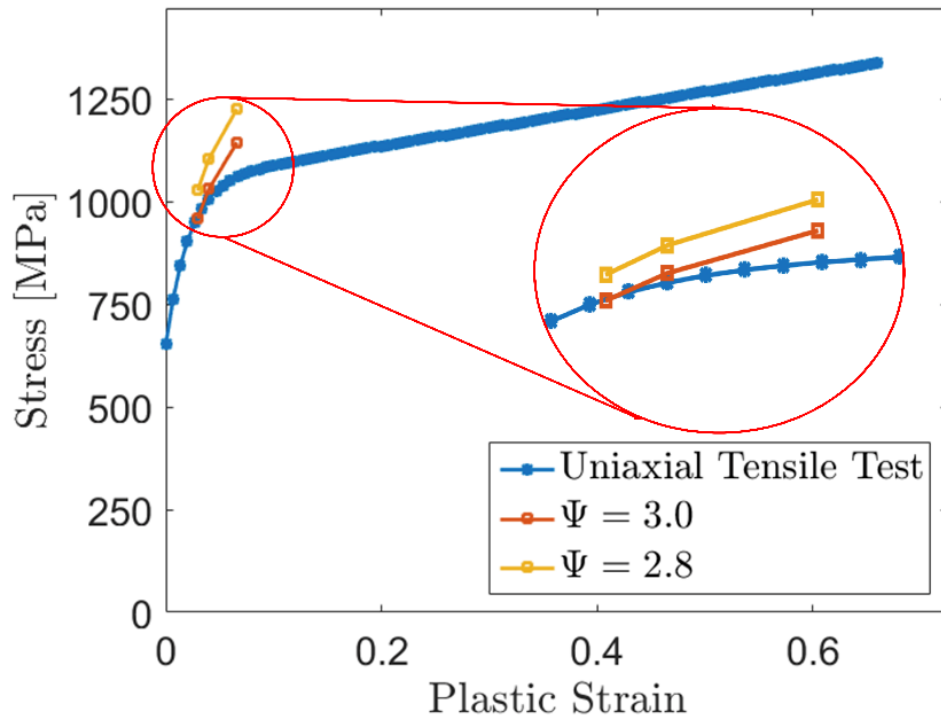 Stress [MPa]
1250
1000
750
500
250
0
Uniaxial Tensile Test
Ψ = 3.0
Ψ = 2.8
0 0.2 0.4 0.6
Plastic Strain